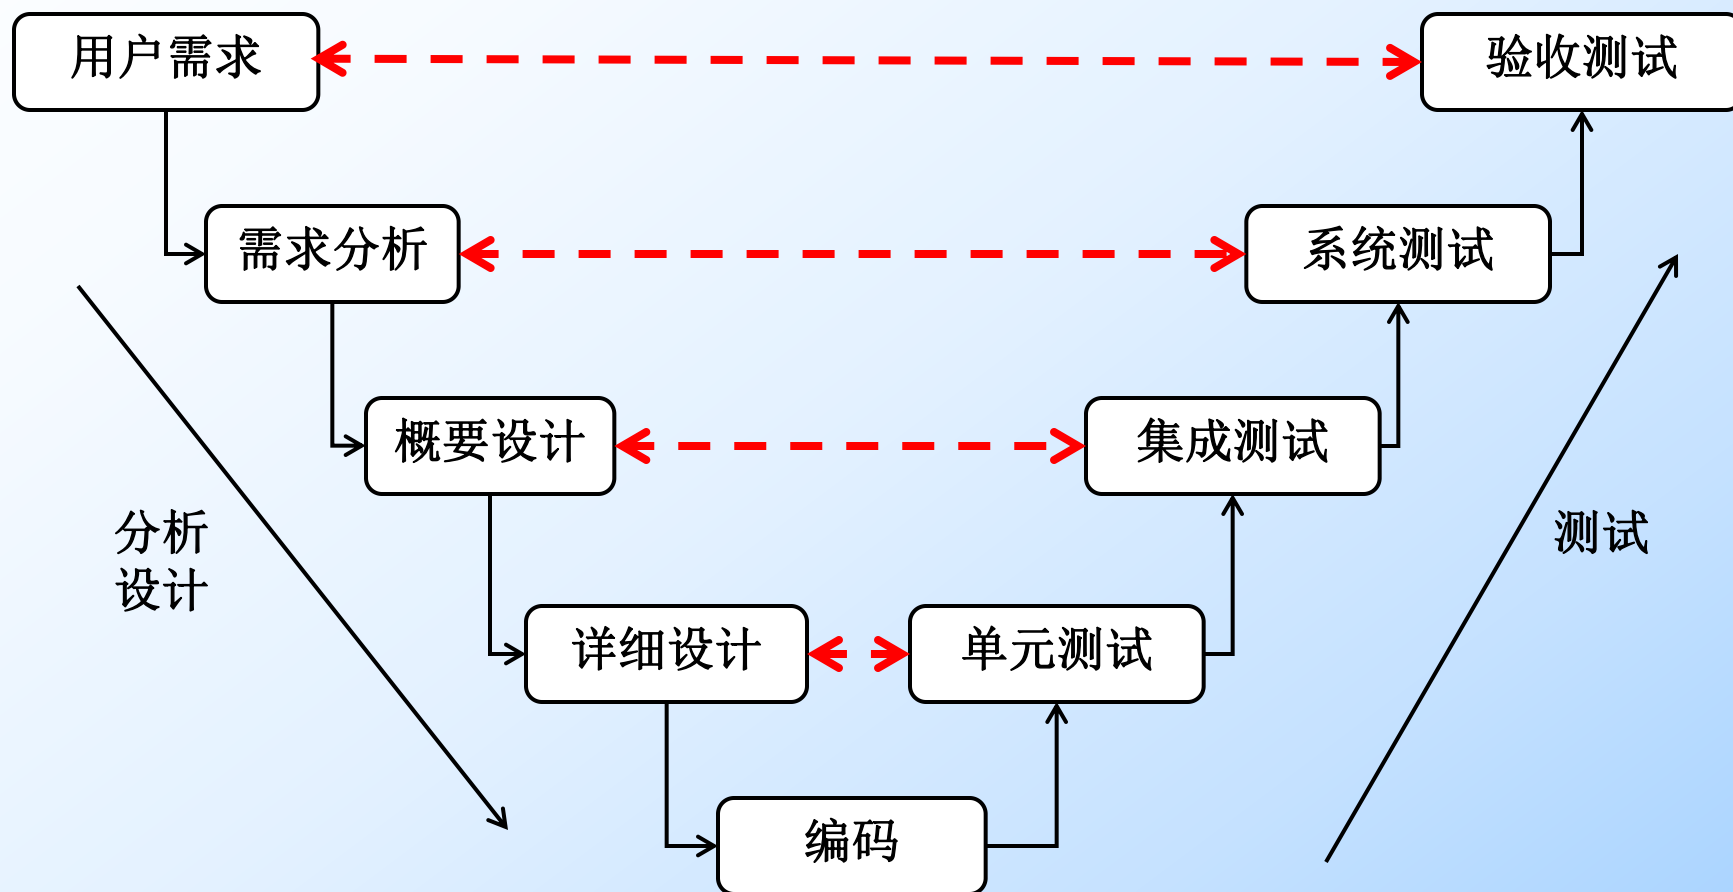 用户需求
验收测试
需求分析
系统测试
概要设计
集成测试
分析
设计
测试
详细设计
单元测试
编码